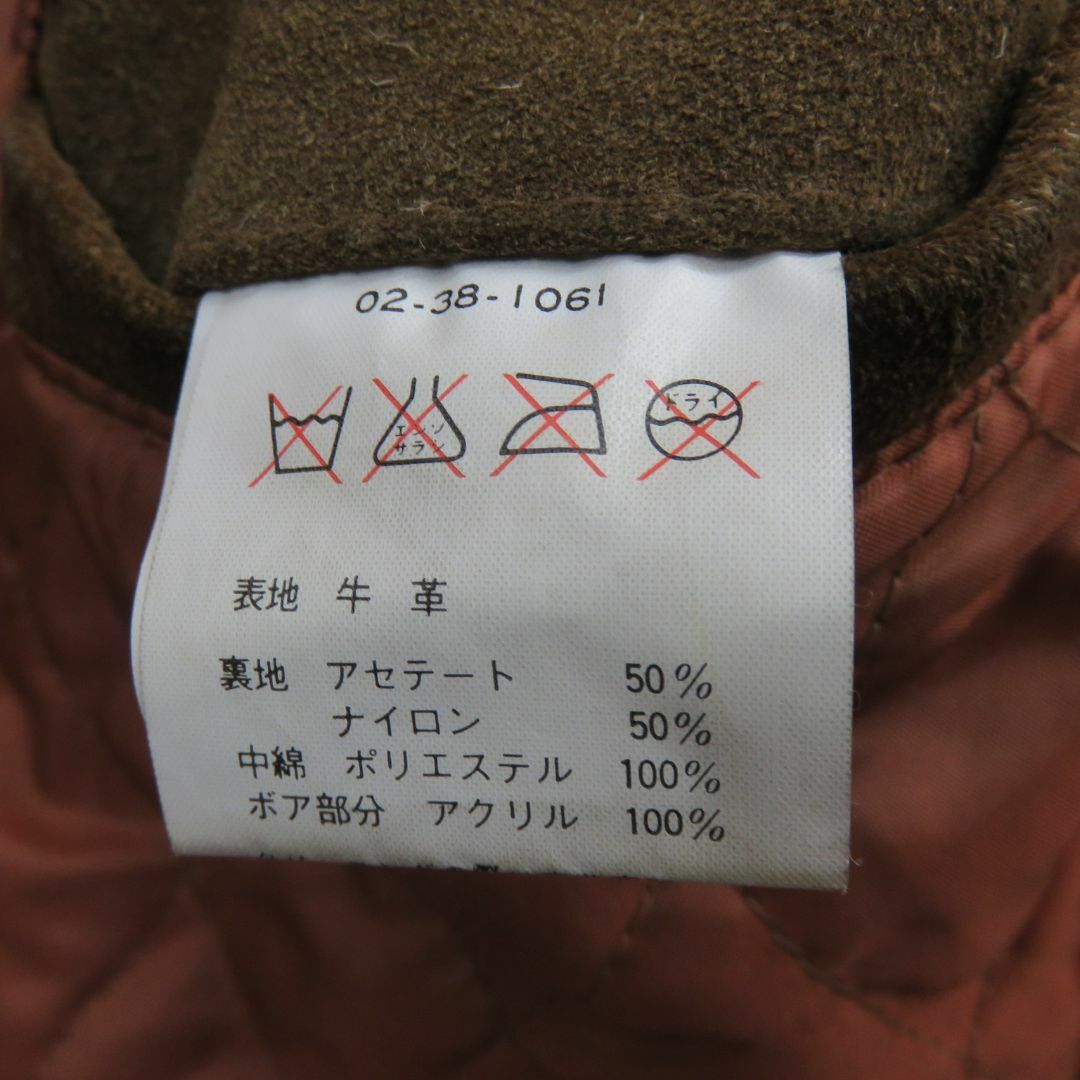 02-38-1061
エンソ
サラシ
ドライ
表地 牛 革
裏地 アセテート 50%
ナイロン 50%
中綿 ポリエステル 100%
ボア部分 アクリル 100%